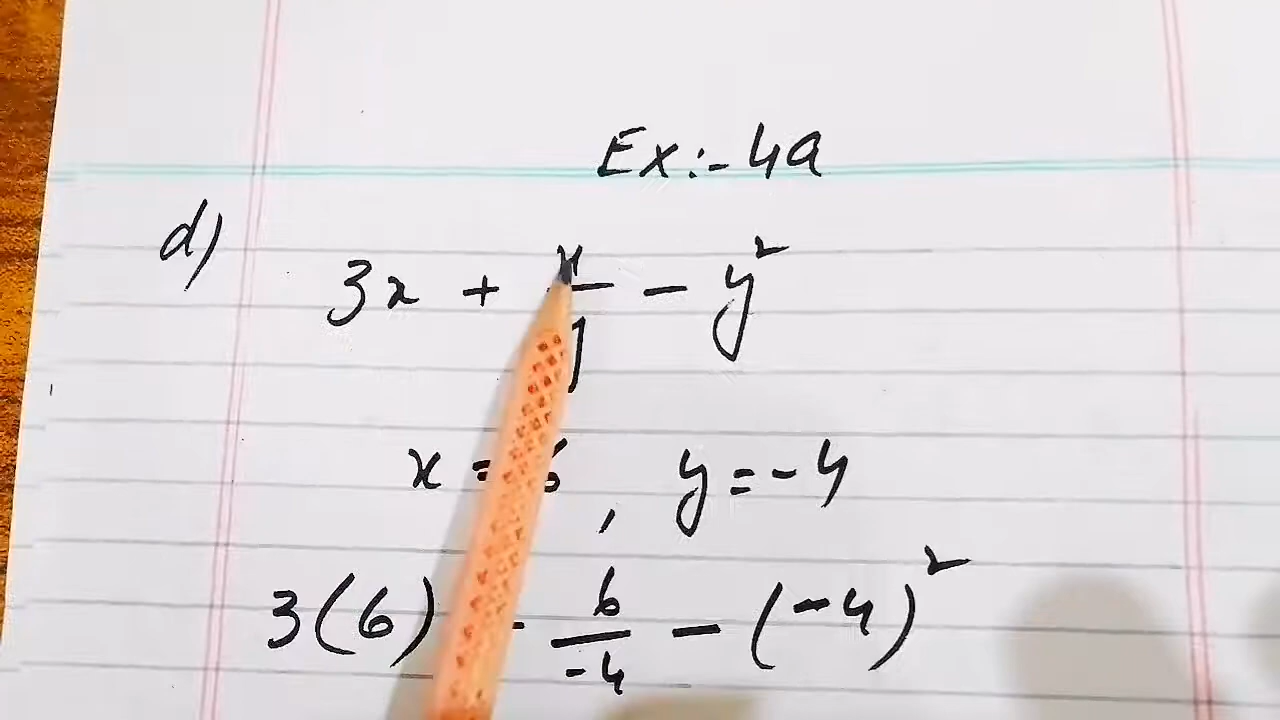 Ex:- 4a
d) 3x + x/y - y²
x = 6, y = -4
3(6) + 6/-4 - (-4)²